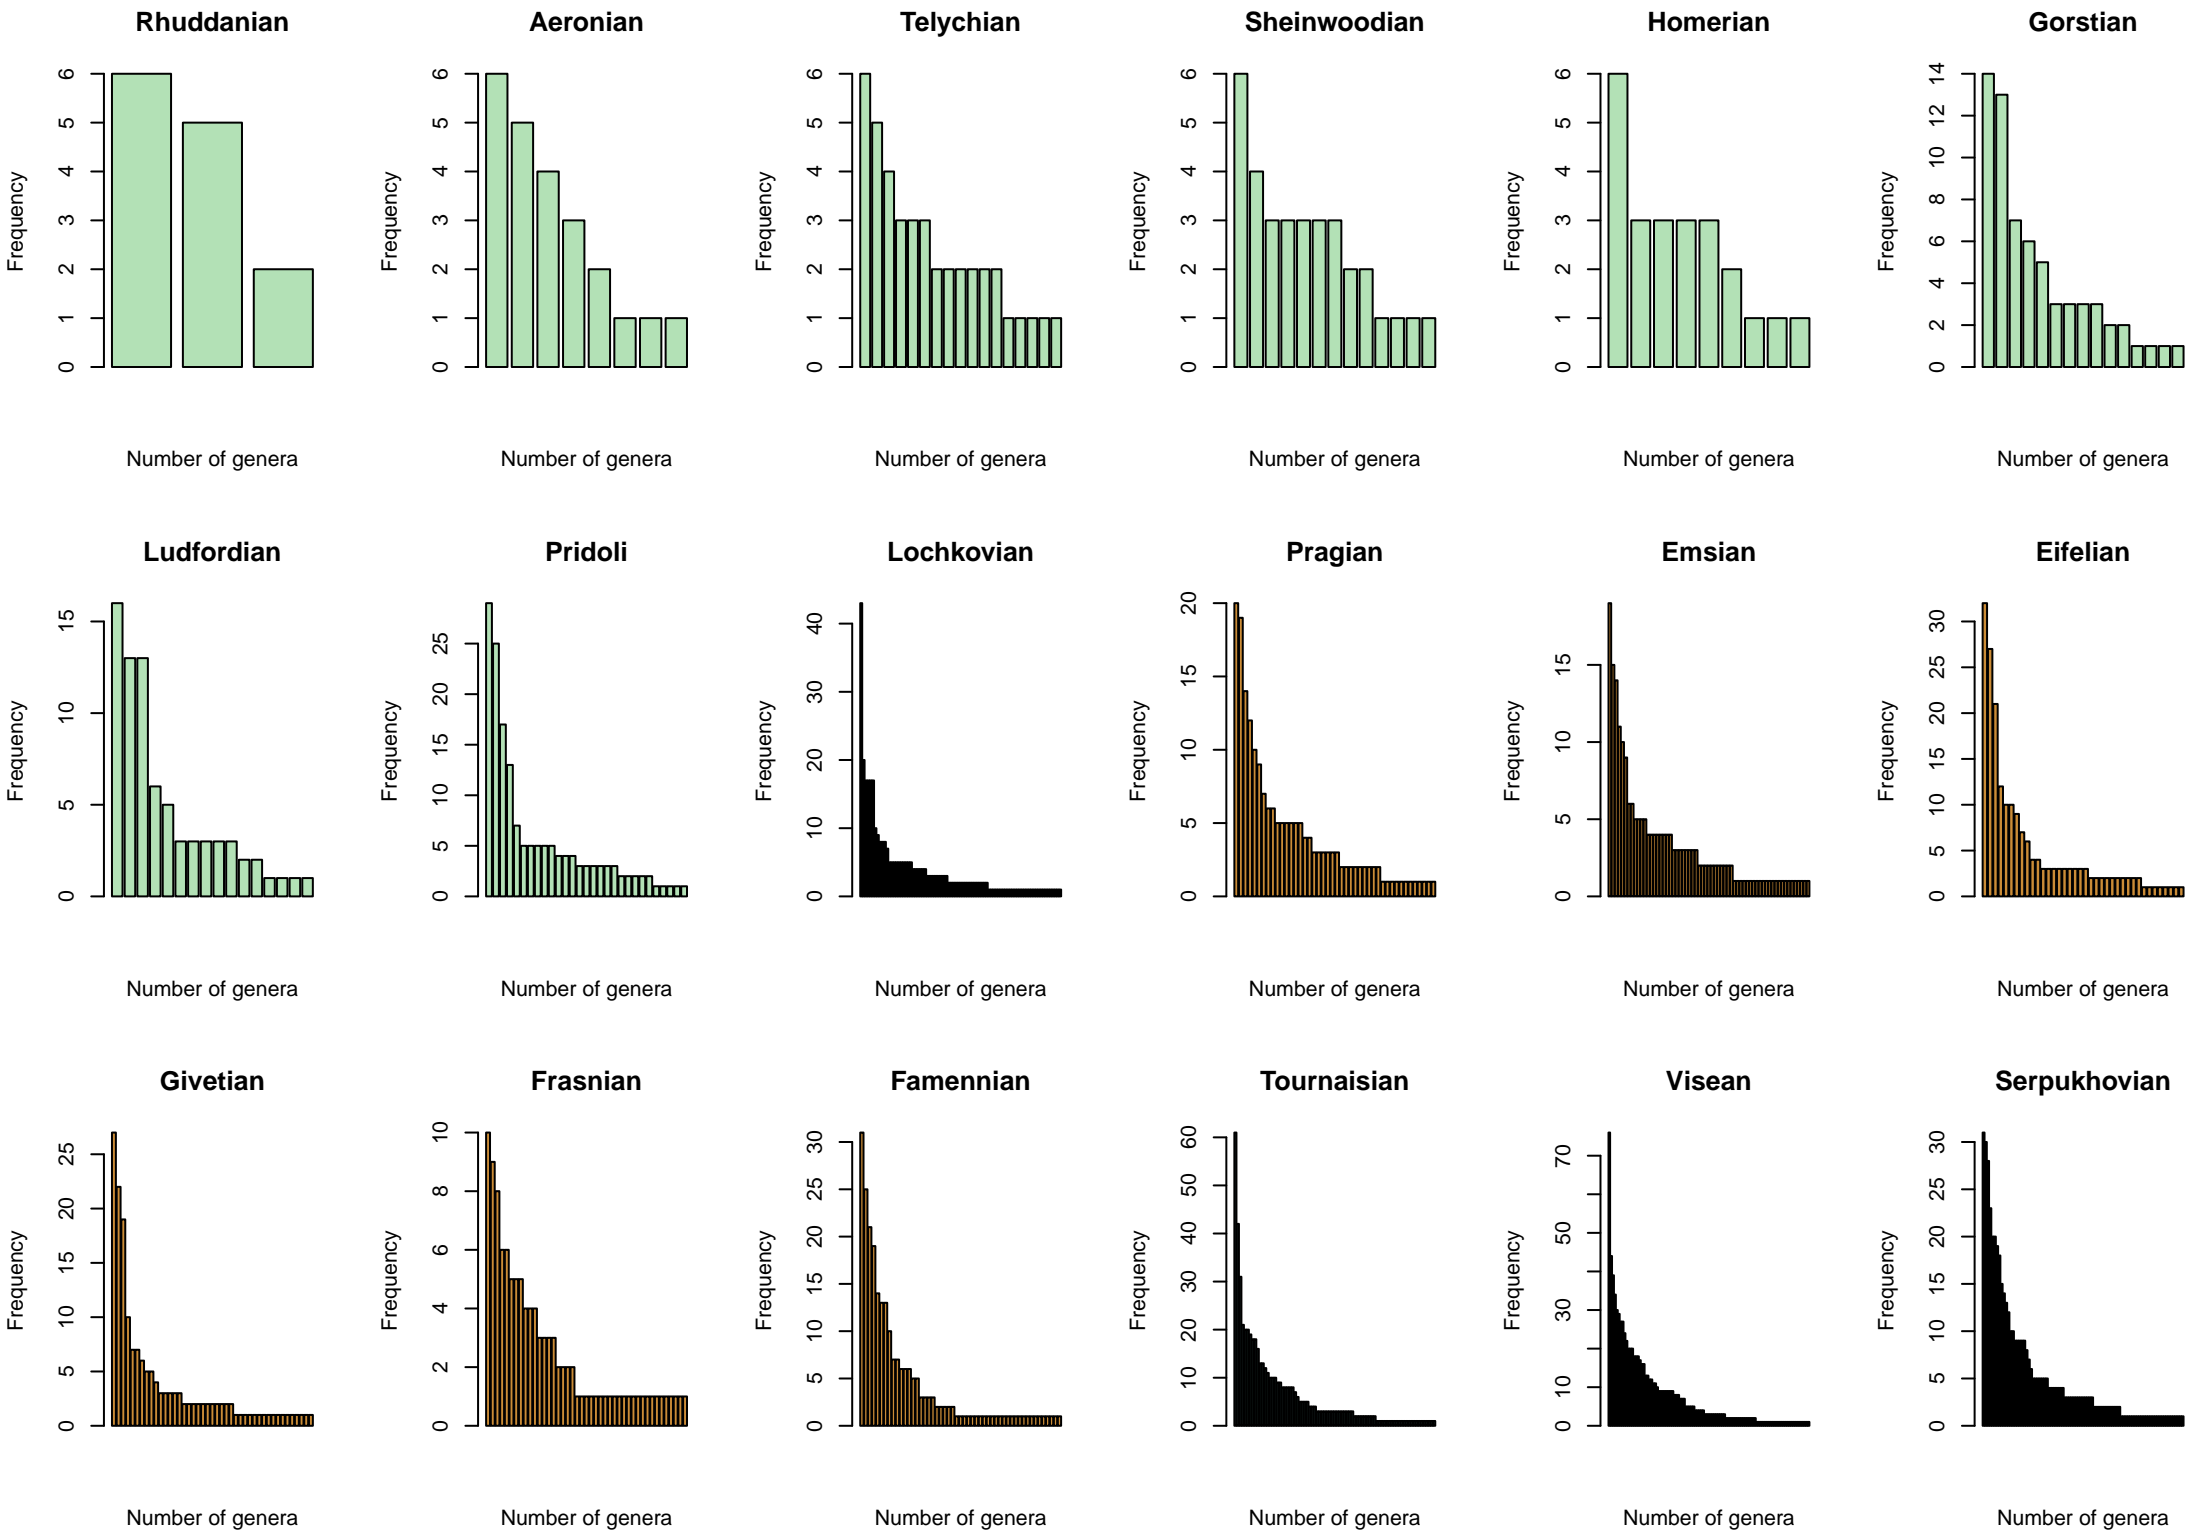 Rhuddanian Aeronian Telychian Sheinwoodian Homerian Gorstian
Frequency Frequency Frequency Frequency Frequency Frequency
0 1 2 3 4 5 6
0 1 2 3 4 5 6
0 1 2 3 4 5 6
0 1 2 3 4 5 6
0 1 2 3 4 5 6
0 2 4 6 8 10 12 14
Number of genera Number of genera Number of genera Number of genera Number of genera Number of genera
Ludfordian Pridoli Lochkovian Pragian Emsian Eifelian
Frequency Frequency Frequency Frequency Frequency Frequency
0 5 10 15
0 5 10 15 20 25
0 10 20 30 40
0 5 10 15 20
0 5 10 15
0 5 10 15 20 25 30
Number of genera Number of genera Number of genera Number of genera Number of genera Number of genera
Givetian Frasnian Famennian Tournaisian Visean Serpukhovian
Frequency Frequency Frequency Frequency Frequency Frequency
0 5 10 15 20 25
0 2 4 6 8 10
0 5 10 15 20 25 30
0 10 20 30 40 50 60
0 10 30 50 70
0 5 10 15 20 25 30
Number of genera Number of genera Number of genera Number of genera Number of genera Number of genera